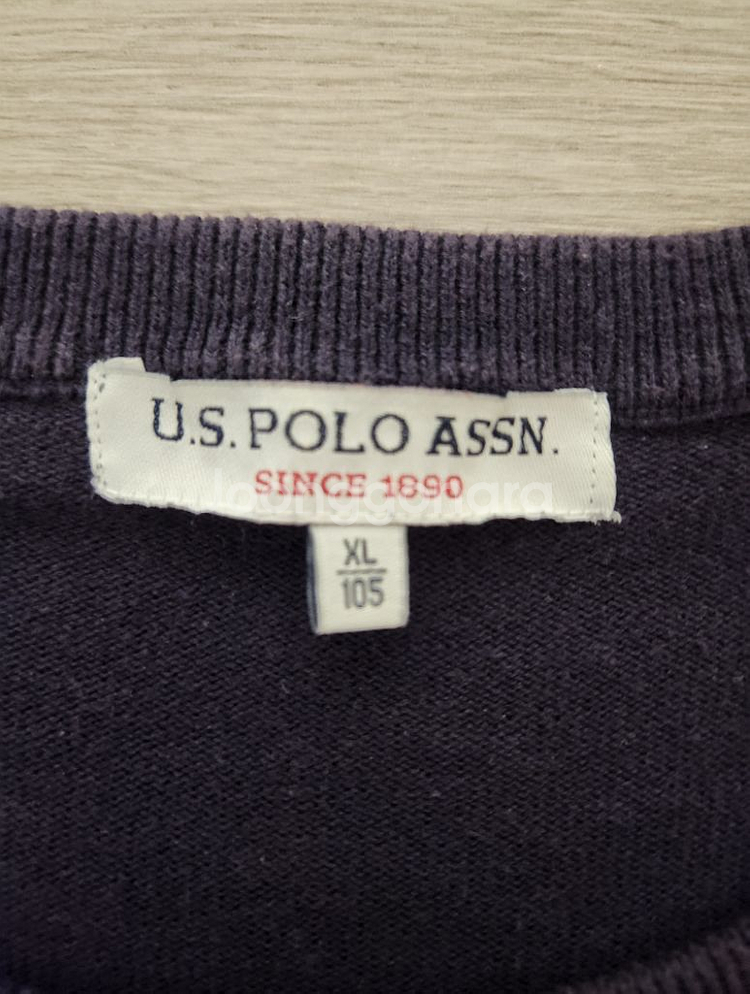 U.S. POLO ASSN.
SINCE 1890
XL
105